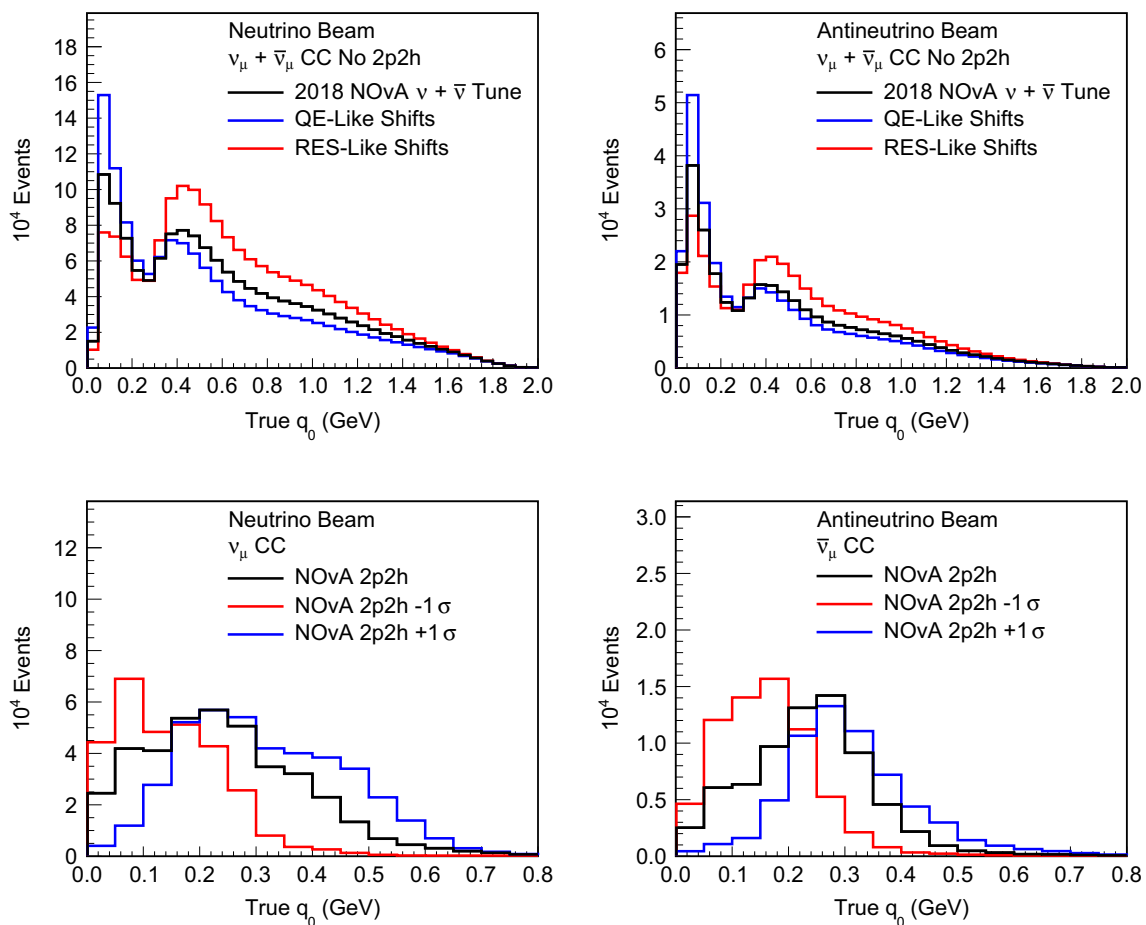 Neutrino Beam
νμ + ν̄μ CC No 2p2h
2018 NOvA ν + ν̄ Tune
QE-Like Shifts
RES-Like Shifts
10⁴ Events
18
16
14
12
10
8
6
4
2
0
0.0 0.2 0.4 0.6 0.8 1.0 1.2 1.4 1.6 1.8 2.0
True q₀ (GeV)
Antineutrino Beam
νμ + ν̄μ CC No 2p2h
2018 NOvA ν + ν̄ Tune
QE-Like Shifts
RES-Like Shifts
10⁴ Events
6
5
4
3
2
1
0
0.0 0.2 0.4 0.6 0.8 1.0 1.2 1.4 1.6 1.8 2.0
True q₀ (GeV)
Neutrino Beam
νμ CC
NOvA 2p2h
NOvA 2p2h -1 σ
NOvA 2p2h +1 σ
10⁴ Events
12
10
8
6
4
2
0
0.0 0.1 0.2 0.3 0.4 0.5 0.6 0.7 0.8
True q₀ (GeV)
Antineutrino Beam
ν̄μ CC
NOvA 2p2h
NOvA 2p2h -1 σ
NOvA 2p2h +1 σ
10⁴ Events
3.0
2.5
2.0
1.5
1.0
0.5
0.0
0.0 0.1 0.2 0.3 0.4 0.5 0.6 0.7 0.8
True q₀ (GeV)